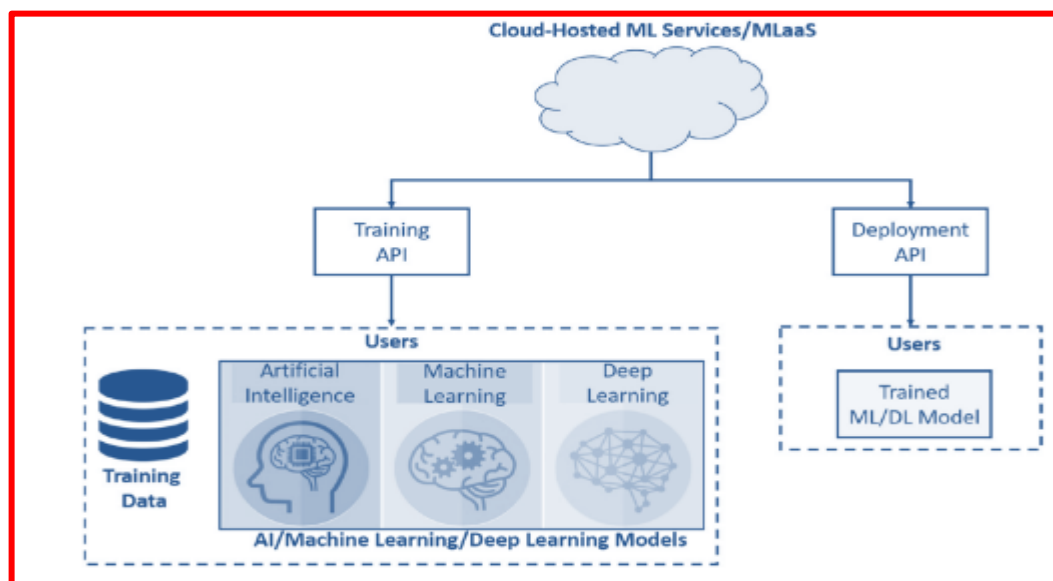 Cloud-Hosted ML Services/MLaaS
Training
API
Deployment
API
Users
Artificial
Intelligence
Machine
Learning
Deep
Learning
Training
Data
AI/Machine Learning/Deep Learning Models
Users
Trained
ML/DL Model